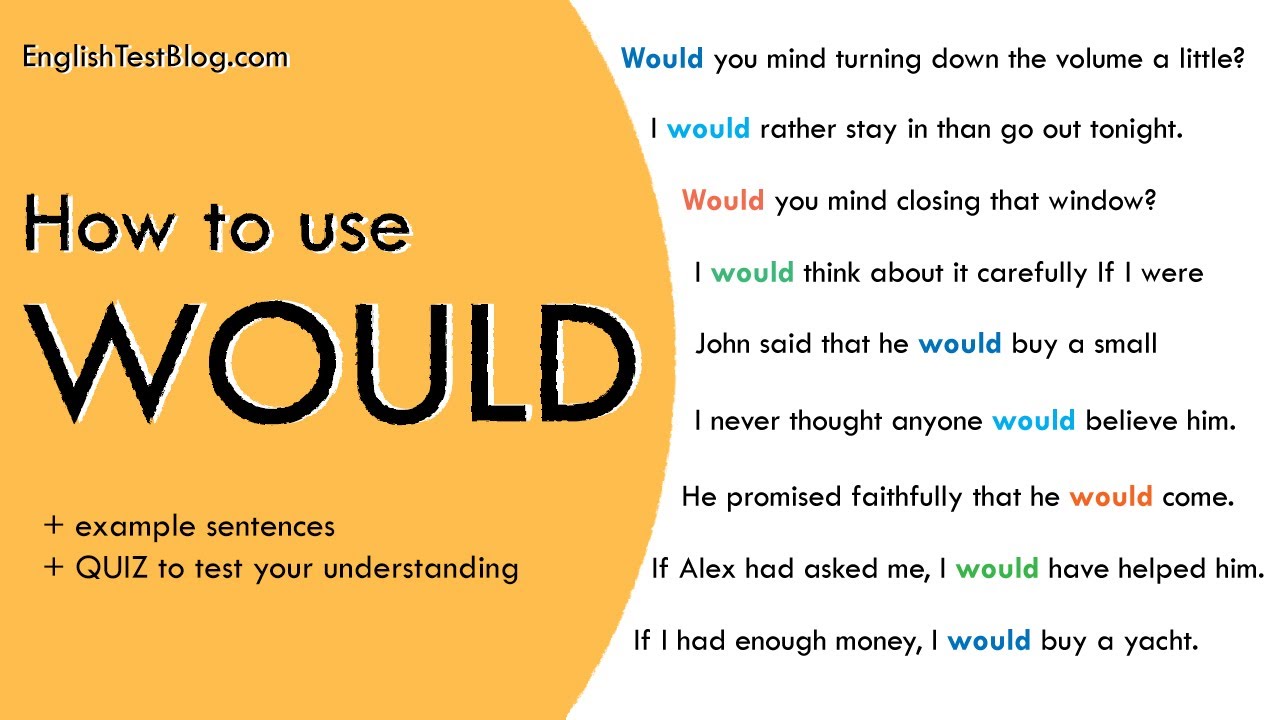 EnglishTestBlog.com
How to use
WOULD
+ example sentences
+ QUIZ to test your understanding
Would you mind turning down the volume a little?
I would rather stay in than go out tonight.
Would you mind closing that window?
I would think about it carefully If I were
John said that he would buy a small
I never thought anyone would believe him.
He promised faithfully that he would come.
If Alex had asked me, I would have helped him.
If I had enough money, I would buy a yacht.